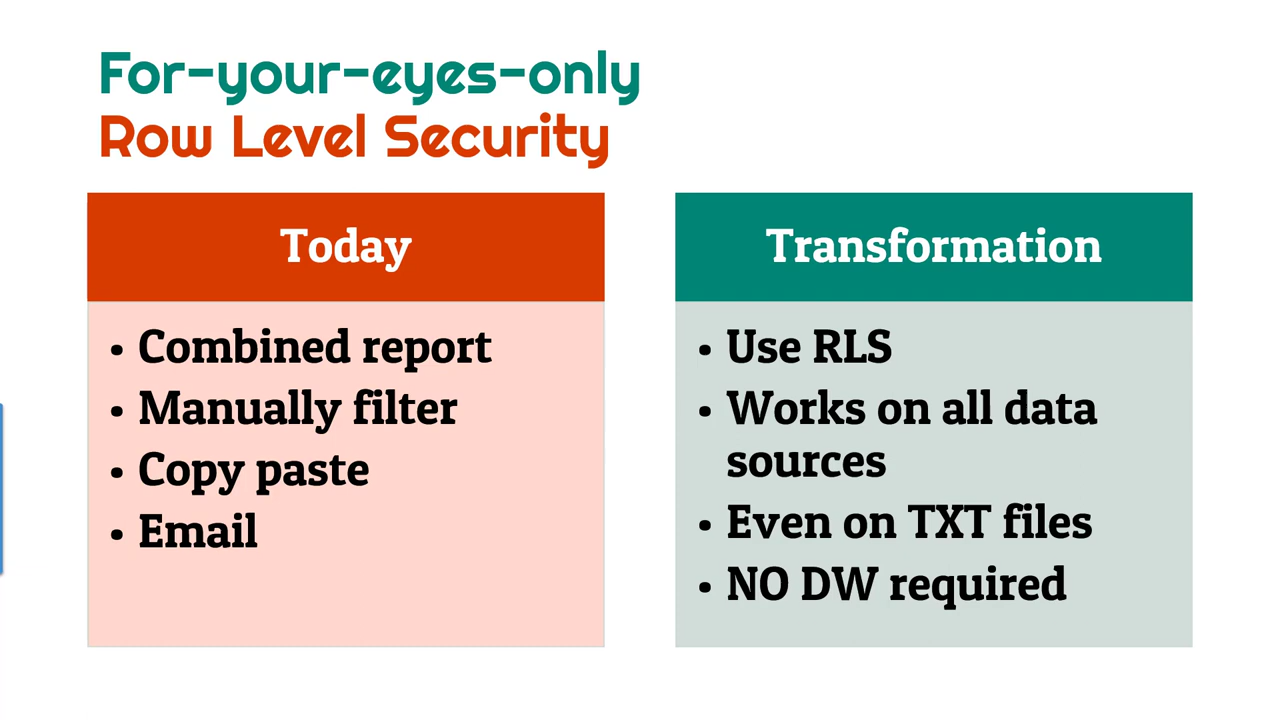 For-your-eyes-only
Row Level Security
Today
• Combined report
• Manually filter
• Copy paste
• Email
Transformation
• Use RLS
• Works on all data
sources
• Even on TXT files
• NO DW required